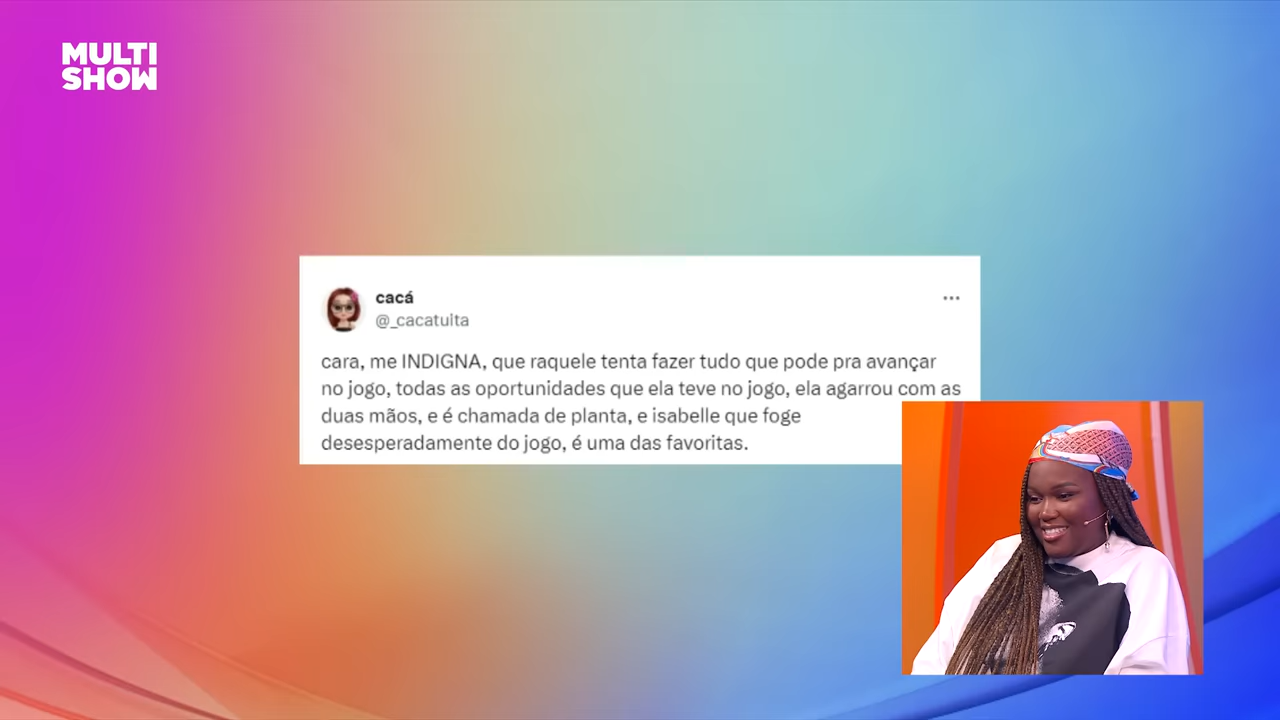 MULTI
SHOW
cacá
@_cacatulta
cara, me INDIGNA, que raquele tenta fazer tudo que pode pra avançar
no jogo, todas as oportunidades que ela teve no jogo, ela agarrou com as
duas mãos, e é chamada de planta, e isabelle que foge
desesperadamente do jogo, é uma das favoritas.